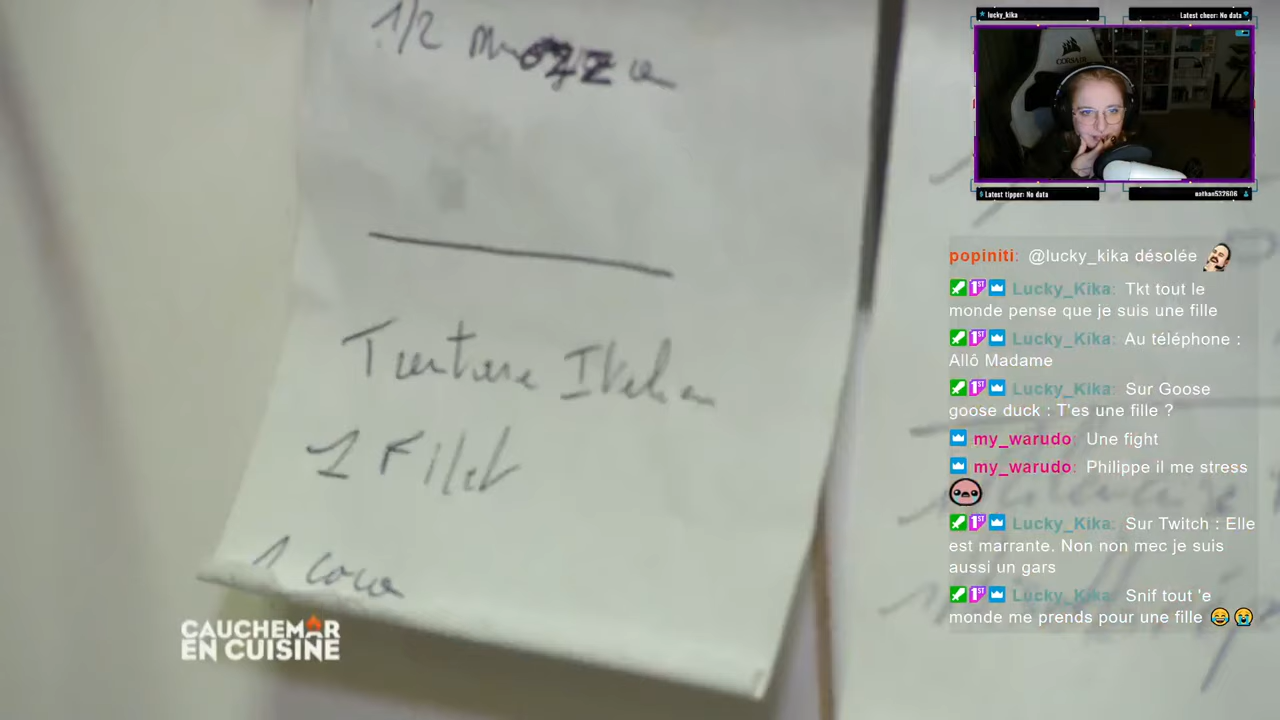 1/2 mozza
Tartare Italien
1 Filet
1 coca
CAUCHEMAR
EN CUISINE
lucky_kika
Latest cheer: No data
Latest tipper: No data
nathan537606
popiniti: @lucky_kika désolée
Lucky_Kika: Tkt tout le
monde pense que je suis une fille
Lucky_Kika: Au téléphone :
Allô Madame
Lucky_Kika: Sur Goose
goose duck : T'es une fille ?
my_warudo: Une fight
my_warudo: Philippe il me stress
Lucky_Kika: Sur Twitch : Elle
est marrante. Non non mec je suis
aussi un gars
Lucky_Kika: Snif tout 'e
monde me prends pour une fille